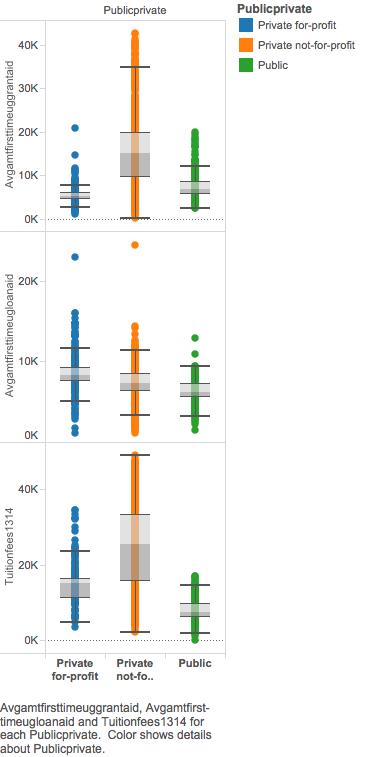 Publicprivate
Publicprivate
Private for-profit
Private not-for-profit
Public
Avgamtfirsttimeuggrantaid
40K
30K
20K
10K
0K
Avgamtfirsttimeugloanaid
20K
10K
0K
Tuitionfees1314
40K
20K
0K
Private
for-profit
Private
not-fo..
Public
Avgamtfirsttimeuggrantaid, Avgamtfirst-
timeugloanaid and Tuitionfees1314 for
each Publicprivate.  Color shows details
about Publicprivate.